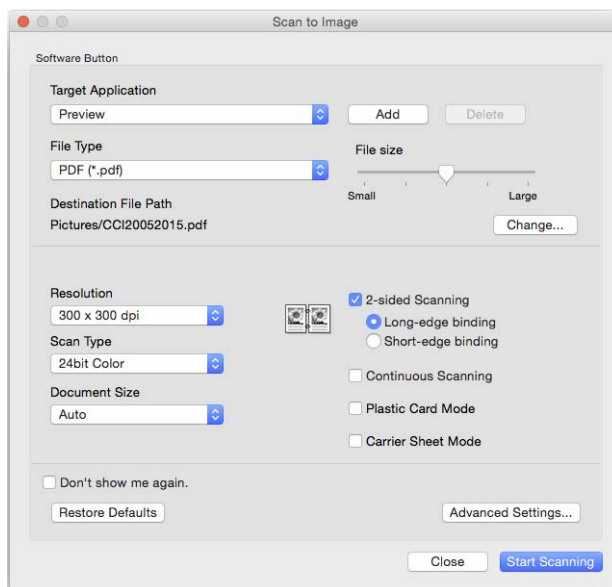 Scan to Image
Software Button
Target Application
Preview
Add
Delete
File Type
PDF (*.pdf)
File size
Small
Large
Destination File Path
Pictures/CCI20052015.pdf
Change...
Resolution
300 x 300 dpi
Scan Type
24bit Color
Document Size
Auto
2-sided Scanning
Long-edge binding
Short-edge binding
Continuous Scanning
Plastic Card Mode
Carrier Sheet Mode
Don't show me again.
Restore Defaults
Advanced Settings...
Close
Start Scanning